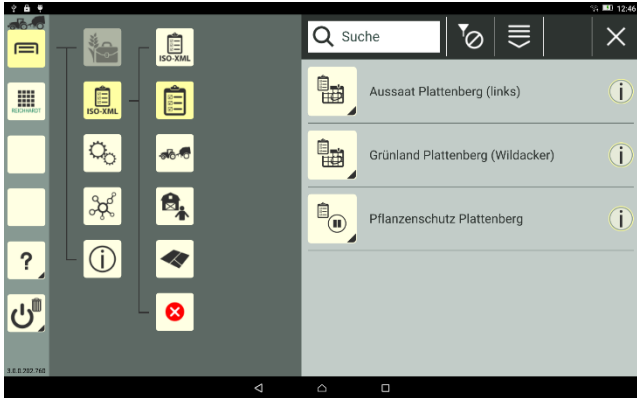 12:46
Suche
ISO-XML
REICHHARDT
ISO-XML
Aussaat Plattenberg (links)
Grünland Plattenberg (Wildacker)
Pflanzenschutz Plattenberg
?
3.0.0.202.760